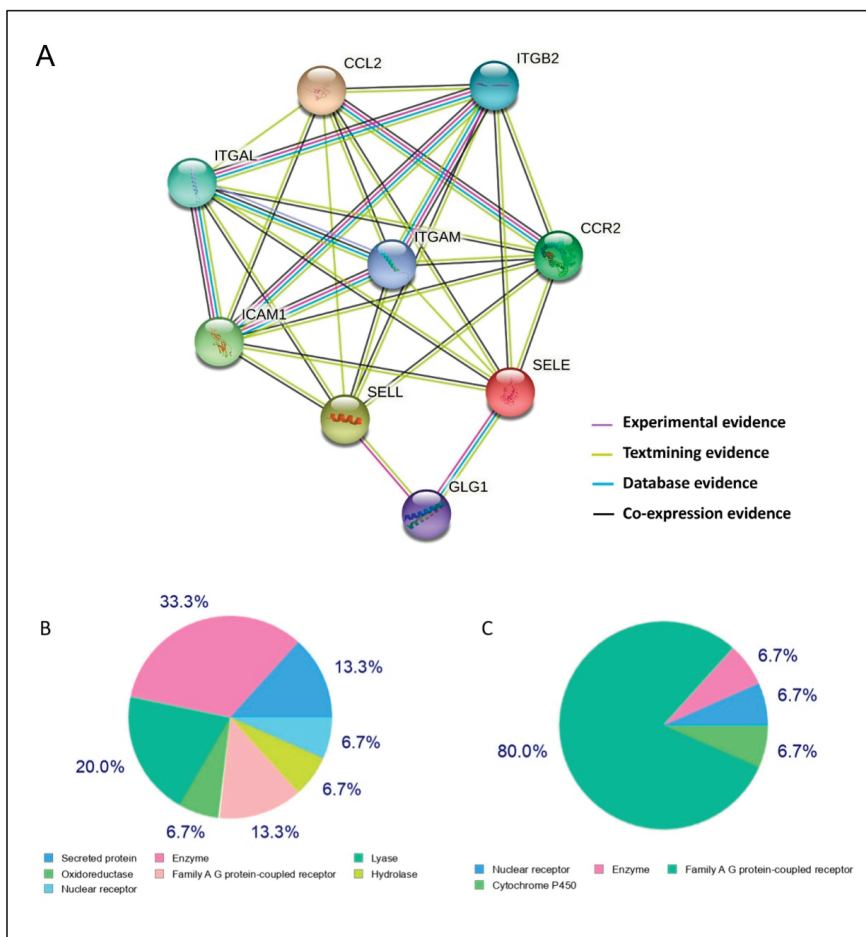 A
CCL2
ITGB2
ITGAL
ITGAM
CCR2
ICAM1
SELE
SELL
GLG1
Experimental evidence
Textmining evidence
Database evidence
Co-expression evidence
B
33.3%
13.3%
6.7%
6.7%
13.3%
6.7%
20.0%
Secreted protein Enzyme Lyase
Oxidoreductase Family A G protein-coupled receptor Hydrolase
Nuclear receptor
C
6.7%
6.7%
6.7%
80.0%
Nuclear receptor Enzyme Family A G protein-coupled receptor
Cytochrome P450